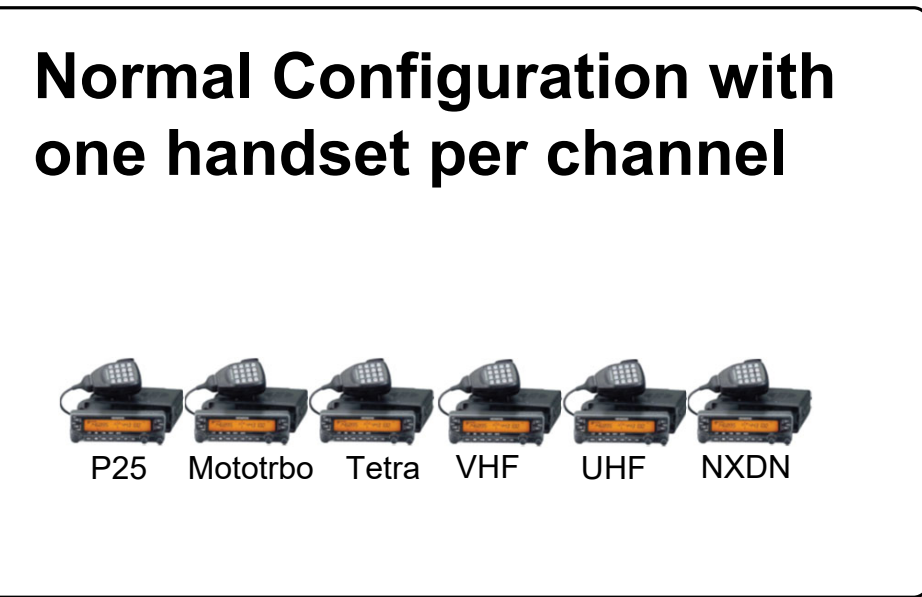 Normal Configuration with
one handset per channel
P25 Mototrbo Tetra VHF UHF NXDN